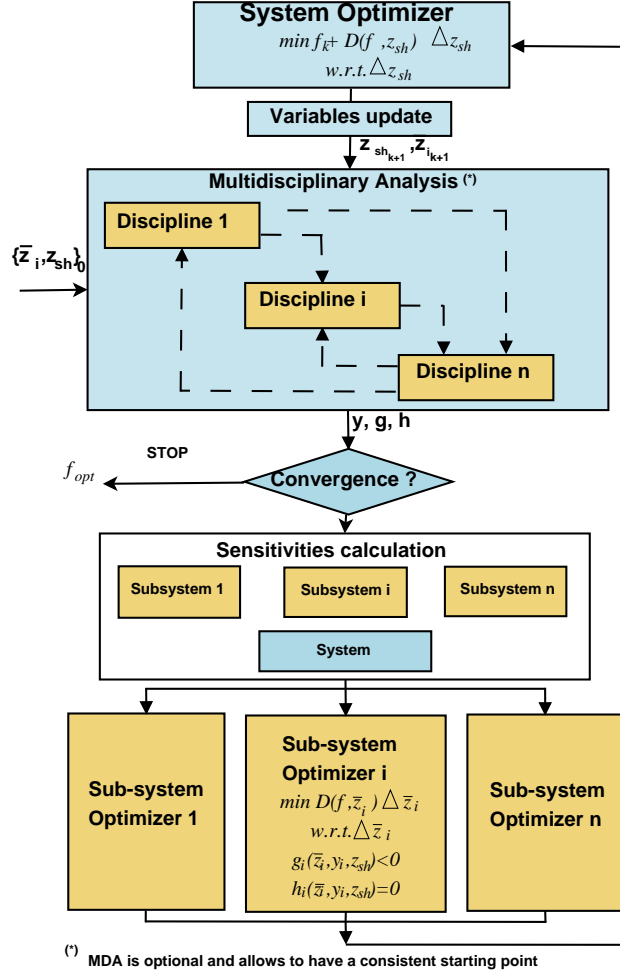 System Optimizer
min f_k + D(f ,z_sh) △z_sh
w.r.t.△z_sh
Variables update
z_sh_{k+1} ,z̅_i_{k+1}
Multidisciplinary Analysis (*)
Discipline 1
{z̅ i,z_sh}_0
Discipline i
Discipline n
y, g, h
STOP
f_opt
Convergence ?
Sensitivities calculation
Subsystem 1
Subsystem i
Subsystem n
System
Sub-system
Optimizer 1
Sub-system
Optimizer i
min D(f ,z̅_i) △ z̅_i
w.r.t.△ z̅_i
g_i(z̅_i,y_i,z_sh)<0
h_i(z̅_i,y_i,z_sh)=0
Sub-system
Optimizer n
(*) MDA is optional and allows to have a consistent starting point